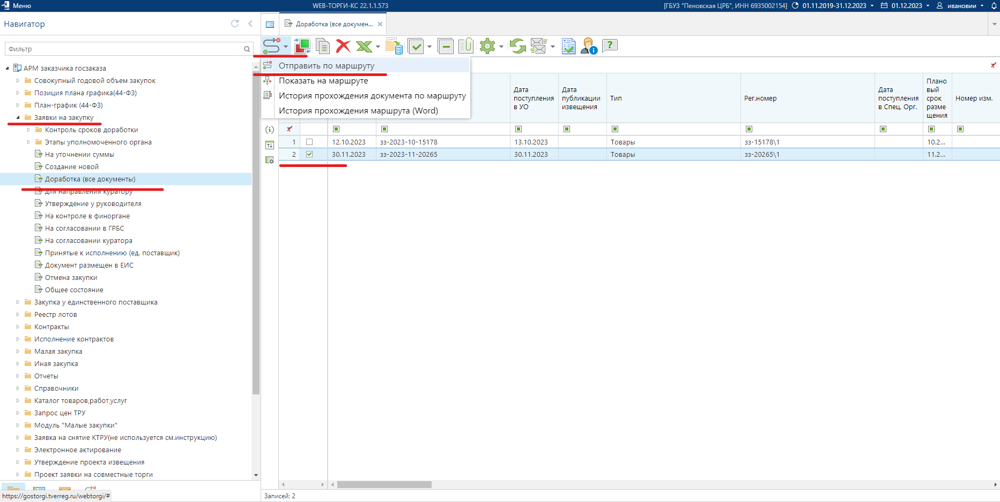 Меню
WEB-ТОРГИ-КС 22.1.1.573
[ГБУЗ "Пеновская ЦРБ", ИНН 6935002154]
01.11.2019-31.12.2023
01.12.2023
ивановии
Навигатор
Доработка (все докумен...
Фильтр
АРМ заказчика госзаказа
Совокупный годовой объем закупок
Позиция плана графика(44-ФЗ)
План-график (44-ФЗ)
Заявки на закупку
Контроль сроков доработки
Этапы уполномоченного органа
На уточнении суммы
Создание новой
Доработка (все документы)
для направления куратору
Утверждение у руководителя
На контроле в финоргане
На согласовании в ГРБС
На согласовании куратора
Принятые к исполнению (ед. поставщик)
Документ размещен в ЕИС
Отмена закупки
Общее состояние
Закупка у единственного поставщика
Реестр лотов
Контракты
Исполнение контрактов
Малая закупка
Иная закупка
Отчеты
Справочники
Каталог товаров,работ,услуг
Запрос цен ТРУ
Модуль "Малые закупки"
Заявка на снятие КТРУ(не используется см.инструкцию)
Электронное актирование
Утверждение проекта извещения
Проект заявки на совместные торги
https://gostorgi.tverreg.ru/webtorgi/#
Отправить по маршруту
Показать на маршруте
История прохождения документа по маршруту
История прохождения маршрута (Word)
Дата
поступления
в УО
Дата
публикации
извещения
Тип
Рег.номер
Дата
поступления
в Спец. Орг.
Плано
вый
срок
разме
щения
Номер изм.
1 12.10.2023 зз-2023-10-15178 13.10.2023 Товары зз-15178\1 10.2...
2 30.11.2023 зз-2023-11-20265 30.11.2023 Товары зз-20265\1 11.2...
Записей: 2